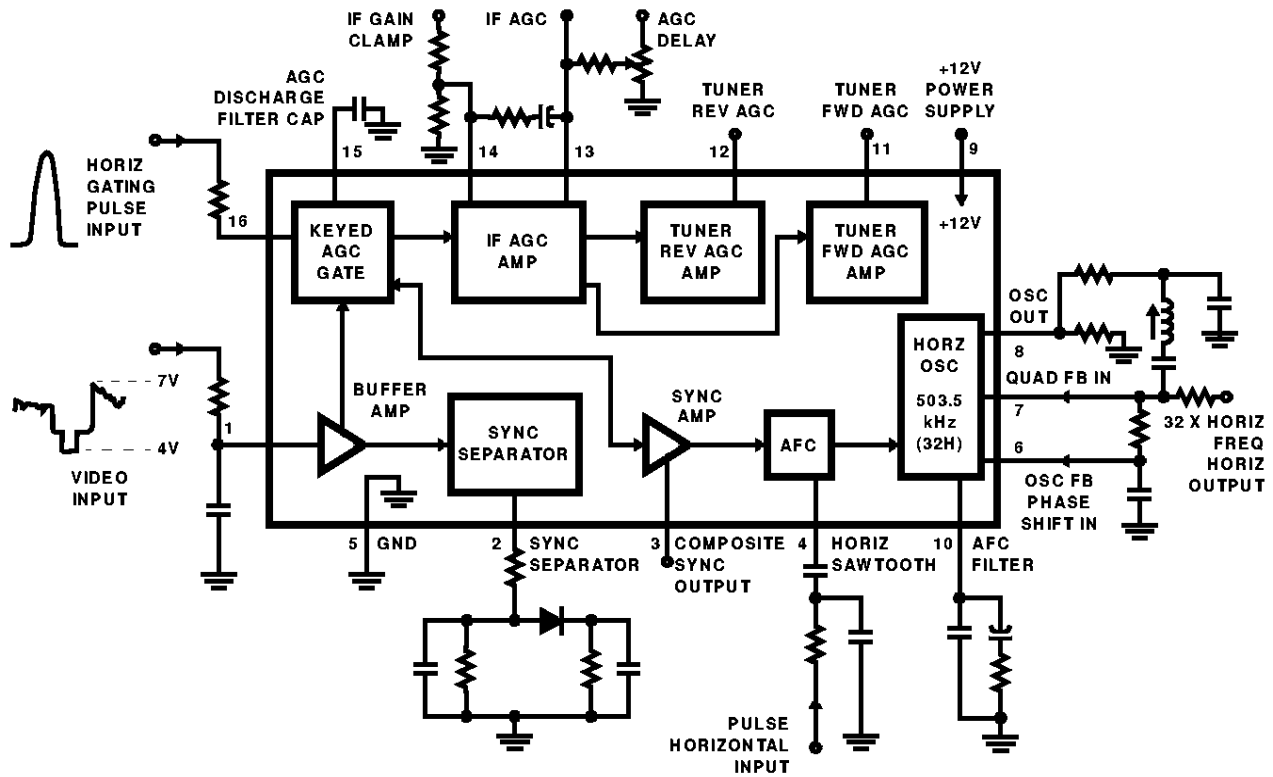 IF GAIN
CLAMP
IF AGC
AGC
DELAY
AGC
DISCHARGE
FILTER CAP
TUNER
REV AGC
TUNER
FWD AGC
+12V
POWER
SUPPLY
15
14
13
12
11
9
HORIZ
GATING
PULSE
INPUT
16
KEYED
AGC
GATE
IF AGC
AMP
TUNER
REV AGC
AMP
TUNER
FWD AGC
AMP
+12V
OSC
OUT
8
HORZ
OSC
503.5
kHz
(32H)
QUAD FB IN
7
6
OSC FB
PHASE
SHIFT IN
32 X HORIZ
FREQ
HORIZ
OUTPUT
7V
4V
VIDEO
INPUT
1
BUFFER
AMP
SYNC
SEPARATOR
SYNC
AMP
AFC
5
GND
2
SYNC
SEPARATOR
3
COMPOSITE
SYNC
OUTPUT
4
HORIZ
SAWTOOTH
10
AFC
FILTER
PULSE
HORIZONTAL
INPUT